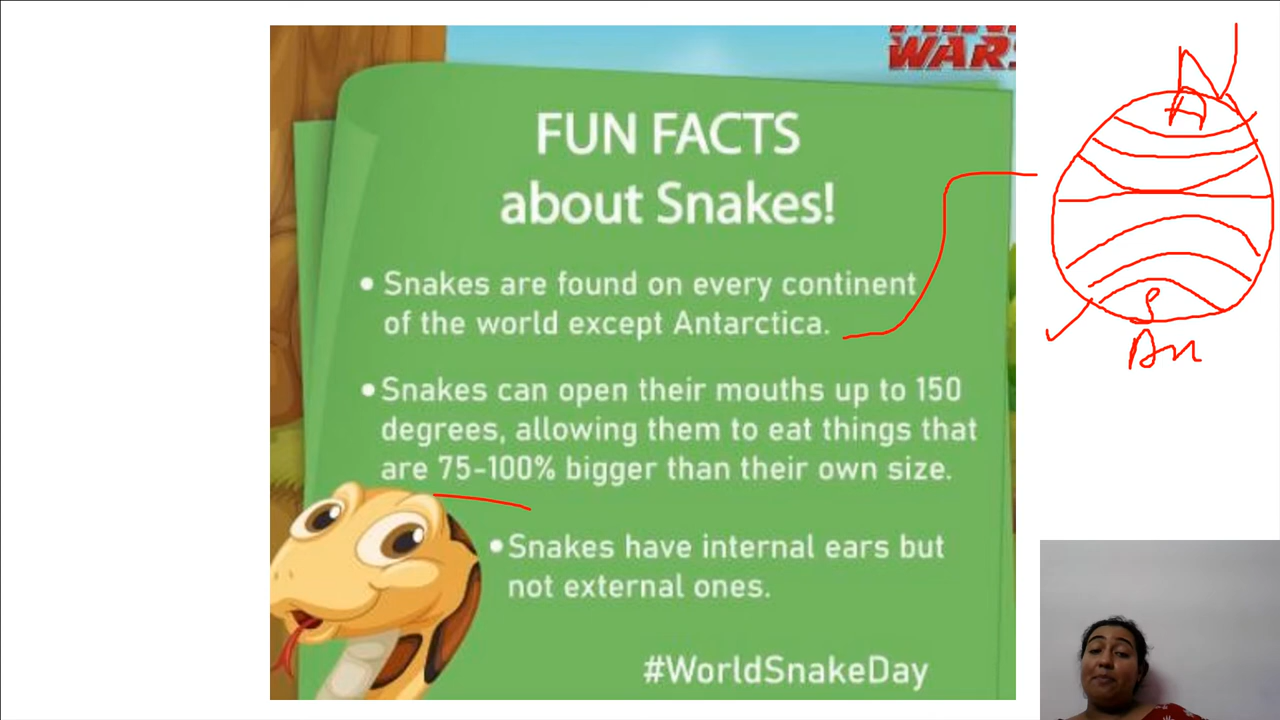 WARS
FUN FACTS
about Snakes!
• Snakes are found on every continent
of the world except Antarctica.
• Snakes can open their mouths up to 150
degrees, allowing them to eat things that
are 75-100% bigger than their own size.
• Snakes have internal ears but
not external ones.
#WorldSnakeDay
N
A
S
An